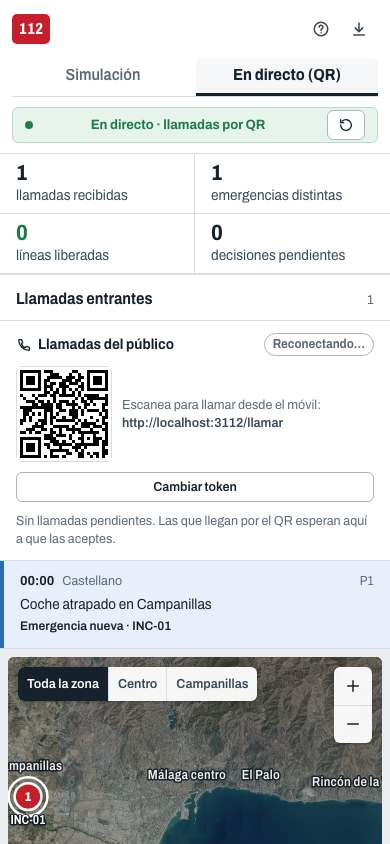 112
Simulación
En directo (QR)
En directo · llamadas por QR
1
llamadas recibidas
1
emergencias distintas
0
líneas liberadas
0
decisiones pendientes
Llamadas entrantes
1
Llamadas del público
Reconectando...
Escanea para llamar desde el móvil:
http://localhost:3112/llamar
Cambiar token
Sin llamadas pendientes. Las que llegan por el QR esperan aquí
a que las aceptes.
00:00 Castellano
P1
Coche atrapado en Campanillas
Emergencia nueva · INC-01
Toda la zona
Centro
Campanillas
+
−
mpanillas
Málaga centro
El Palo
Rincón de la
1
INC-01